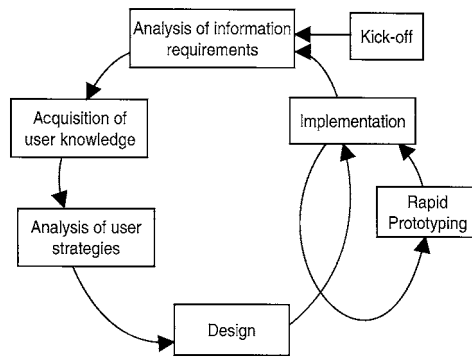 Analysis of information
requirements
Kick-off
Acquisition of
user knowledge
Implementation
Analysis of user
strategies
Rapid
Prototyping
Design